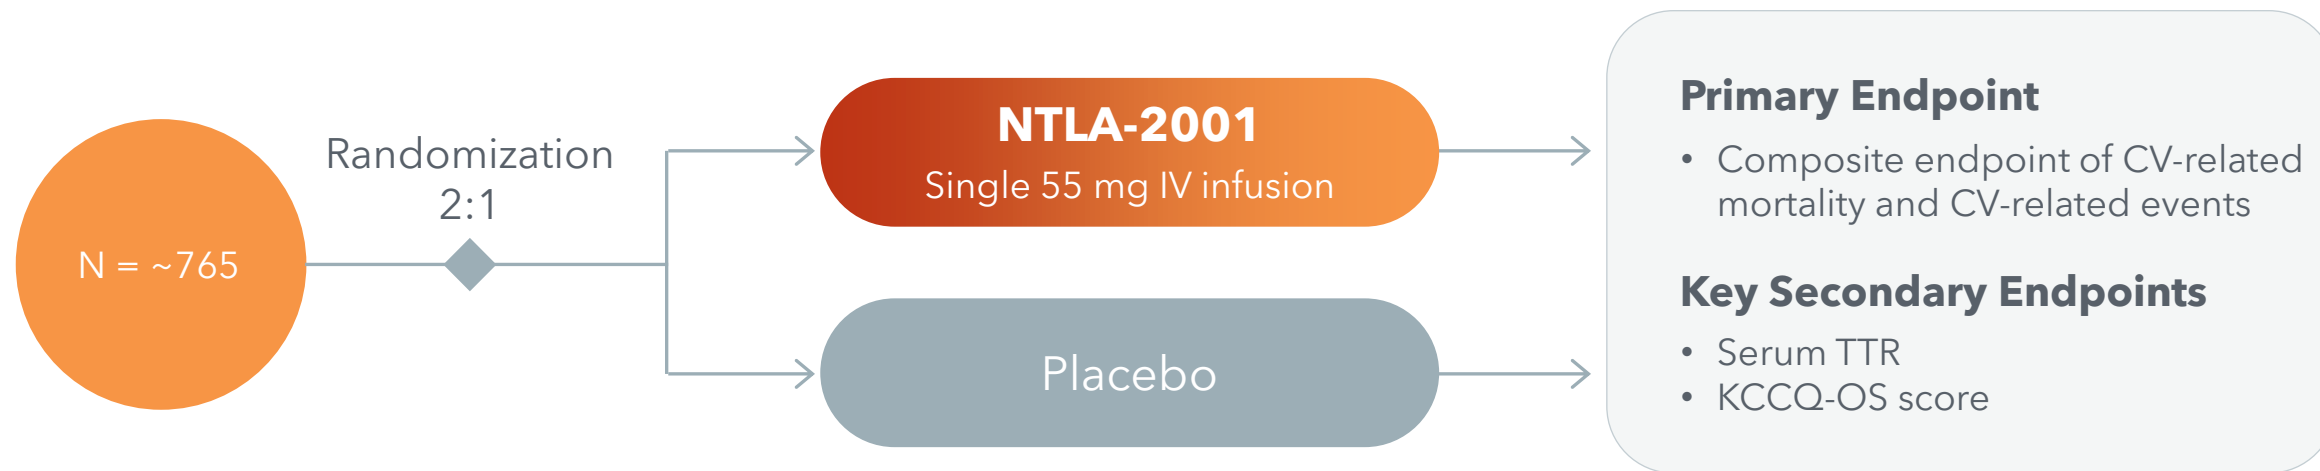 N = ~765
Randomization
2:1
NTLA-2001
Single 55 mg IV infusion
Placebo
Primary Endpoint
• Composite endpoint of CV-related
mortality and CV-related events
Key Secondary Endpoints
• Serum TTR
• KCCQ-OS score